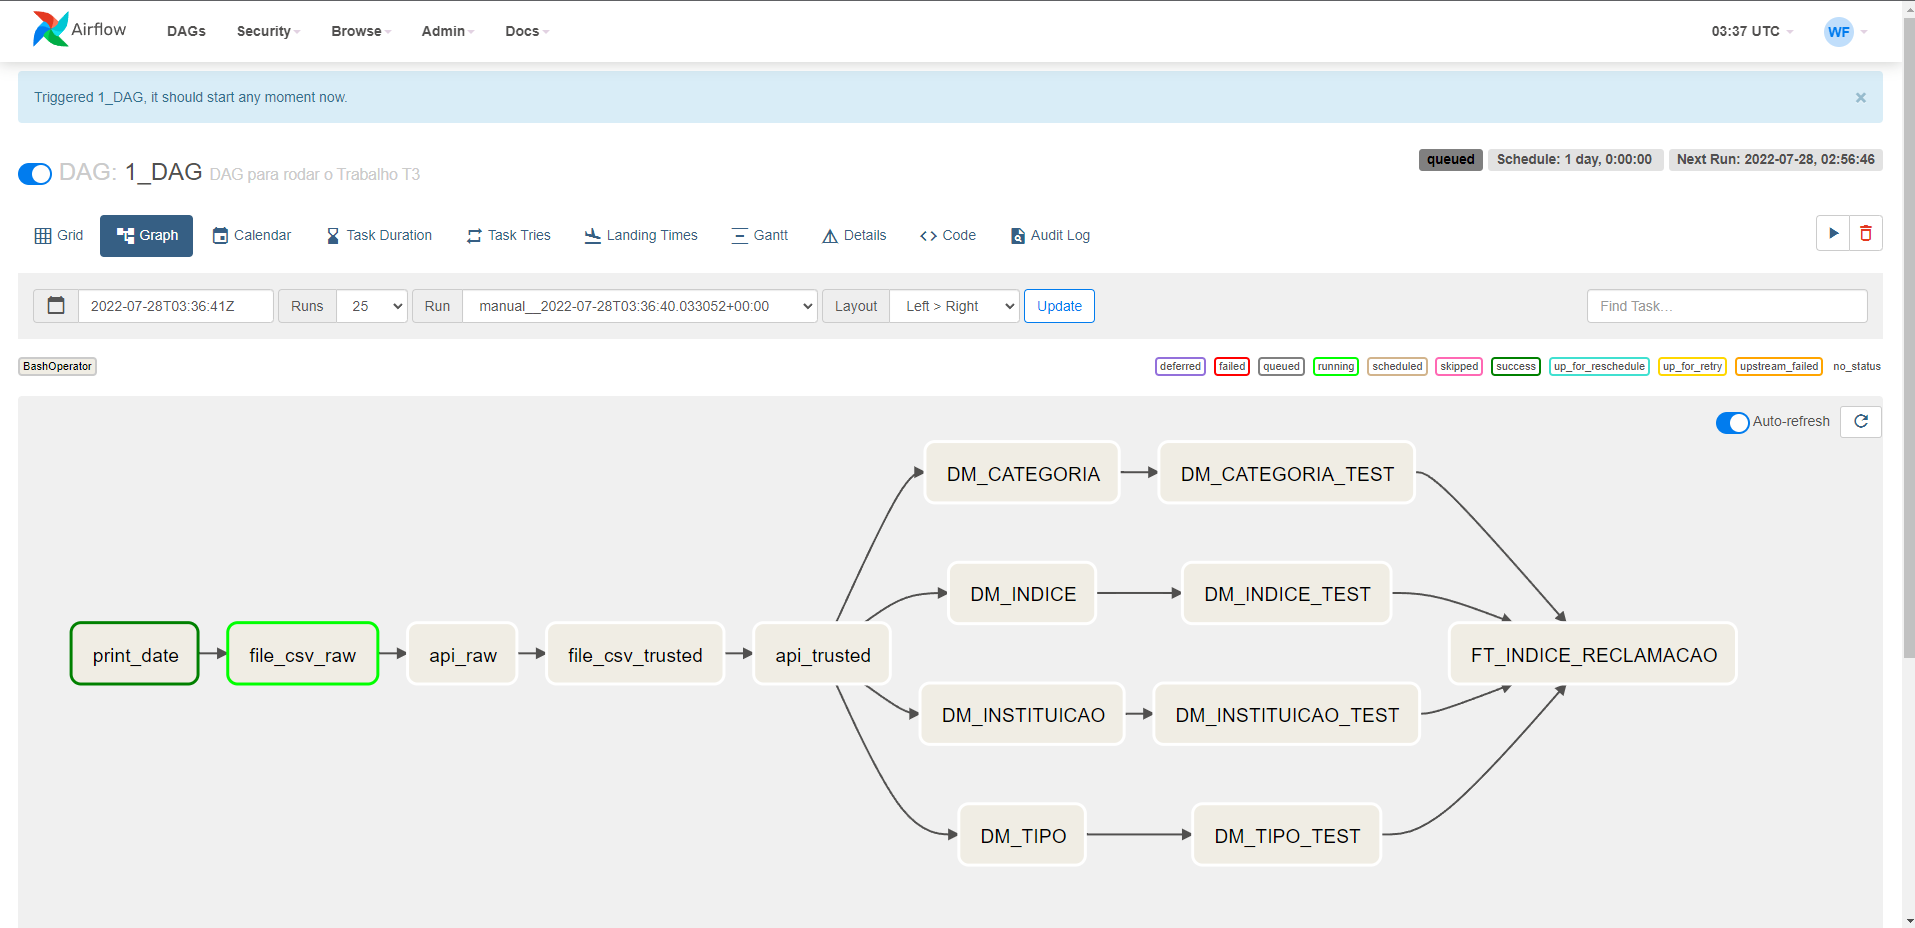 Airflow DAGs Security Browse Admin Docs 03:37 UTC WF
Triggered 1_DAG, it should start any moment now. ×
DAG: 1_DAG DAG para rodar o Trabalho T3
queued Schedule: 1 day, 0:00:00 Next Run: 2022-07-28, 02:56:46
Grid Graph Calendar Task Duration Task Tries Landing Times Gantt Details Code Audit Log
2022-07-28T03:36:41Z Runs 25 Run manual__2022-07-28T03:36:40.033052+00:00 Layout Left > Right Update Find Task...
BashOperator deferred failed queued running scheduled skipped success up_for_reschedule up_for_retry upstream_failed no_status
Auto-refresh
DM_CATEGORIA DM_CATEGORIA_TEST
DM_INDICE DM_INDICE_TEST
print_date file_csv_raw api_raw file_csv_trusted api_trusted FT_INDICE_RECLAMACAO
DM_INSTITUICAO DM_INSTITUICAO_TEST
DM_TIPO DM_TIPO_TEST